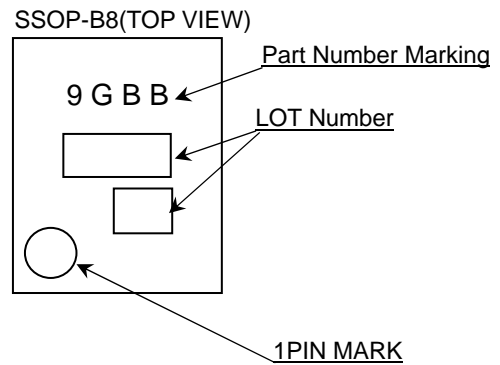 SSOP-B8(TOP VIEW)
Part Number Marking
9 G B B
LOT Number
1PIN MARK